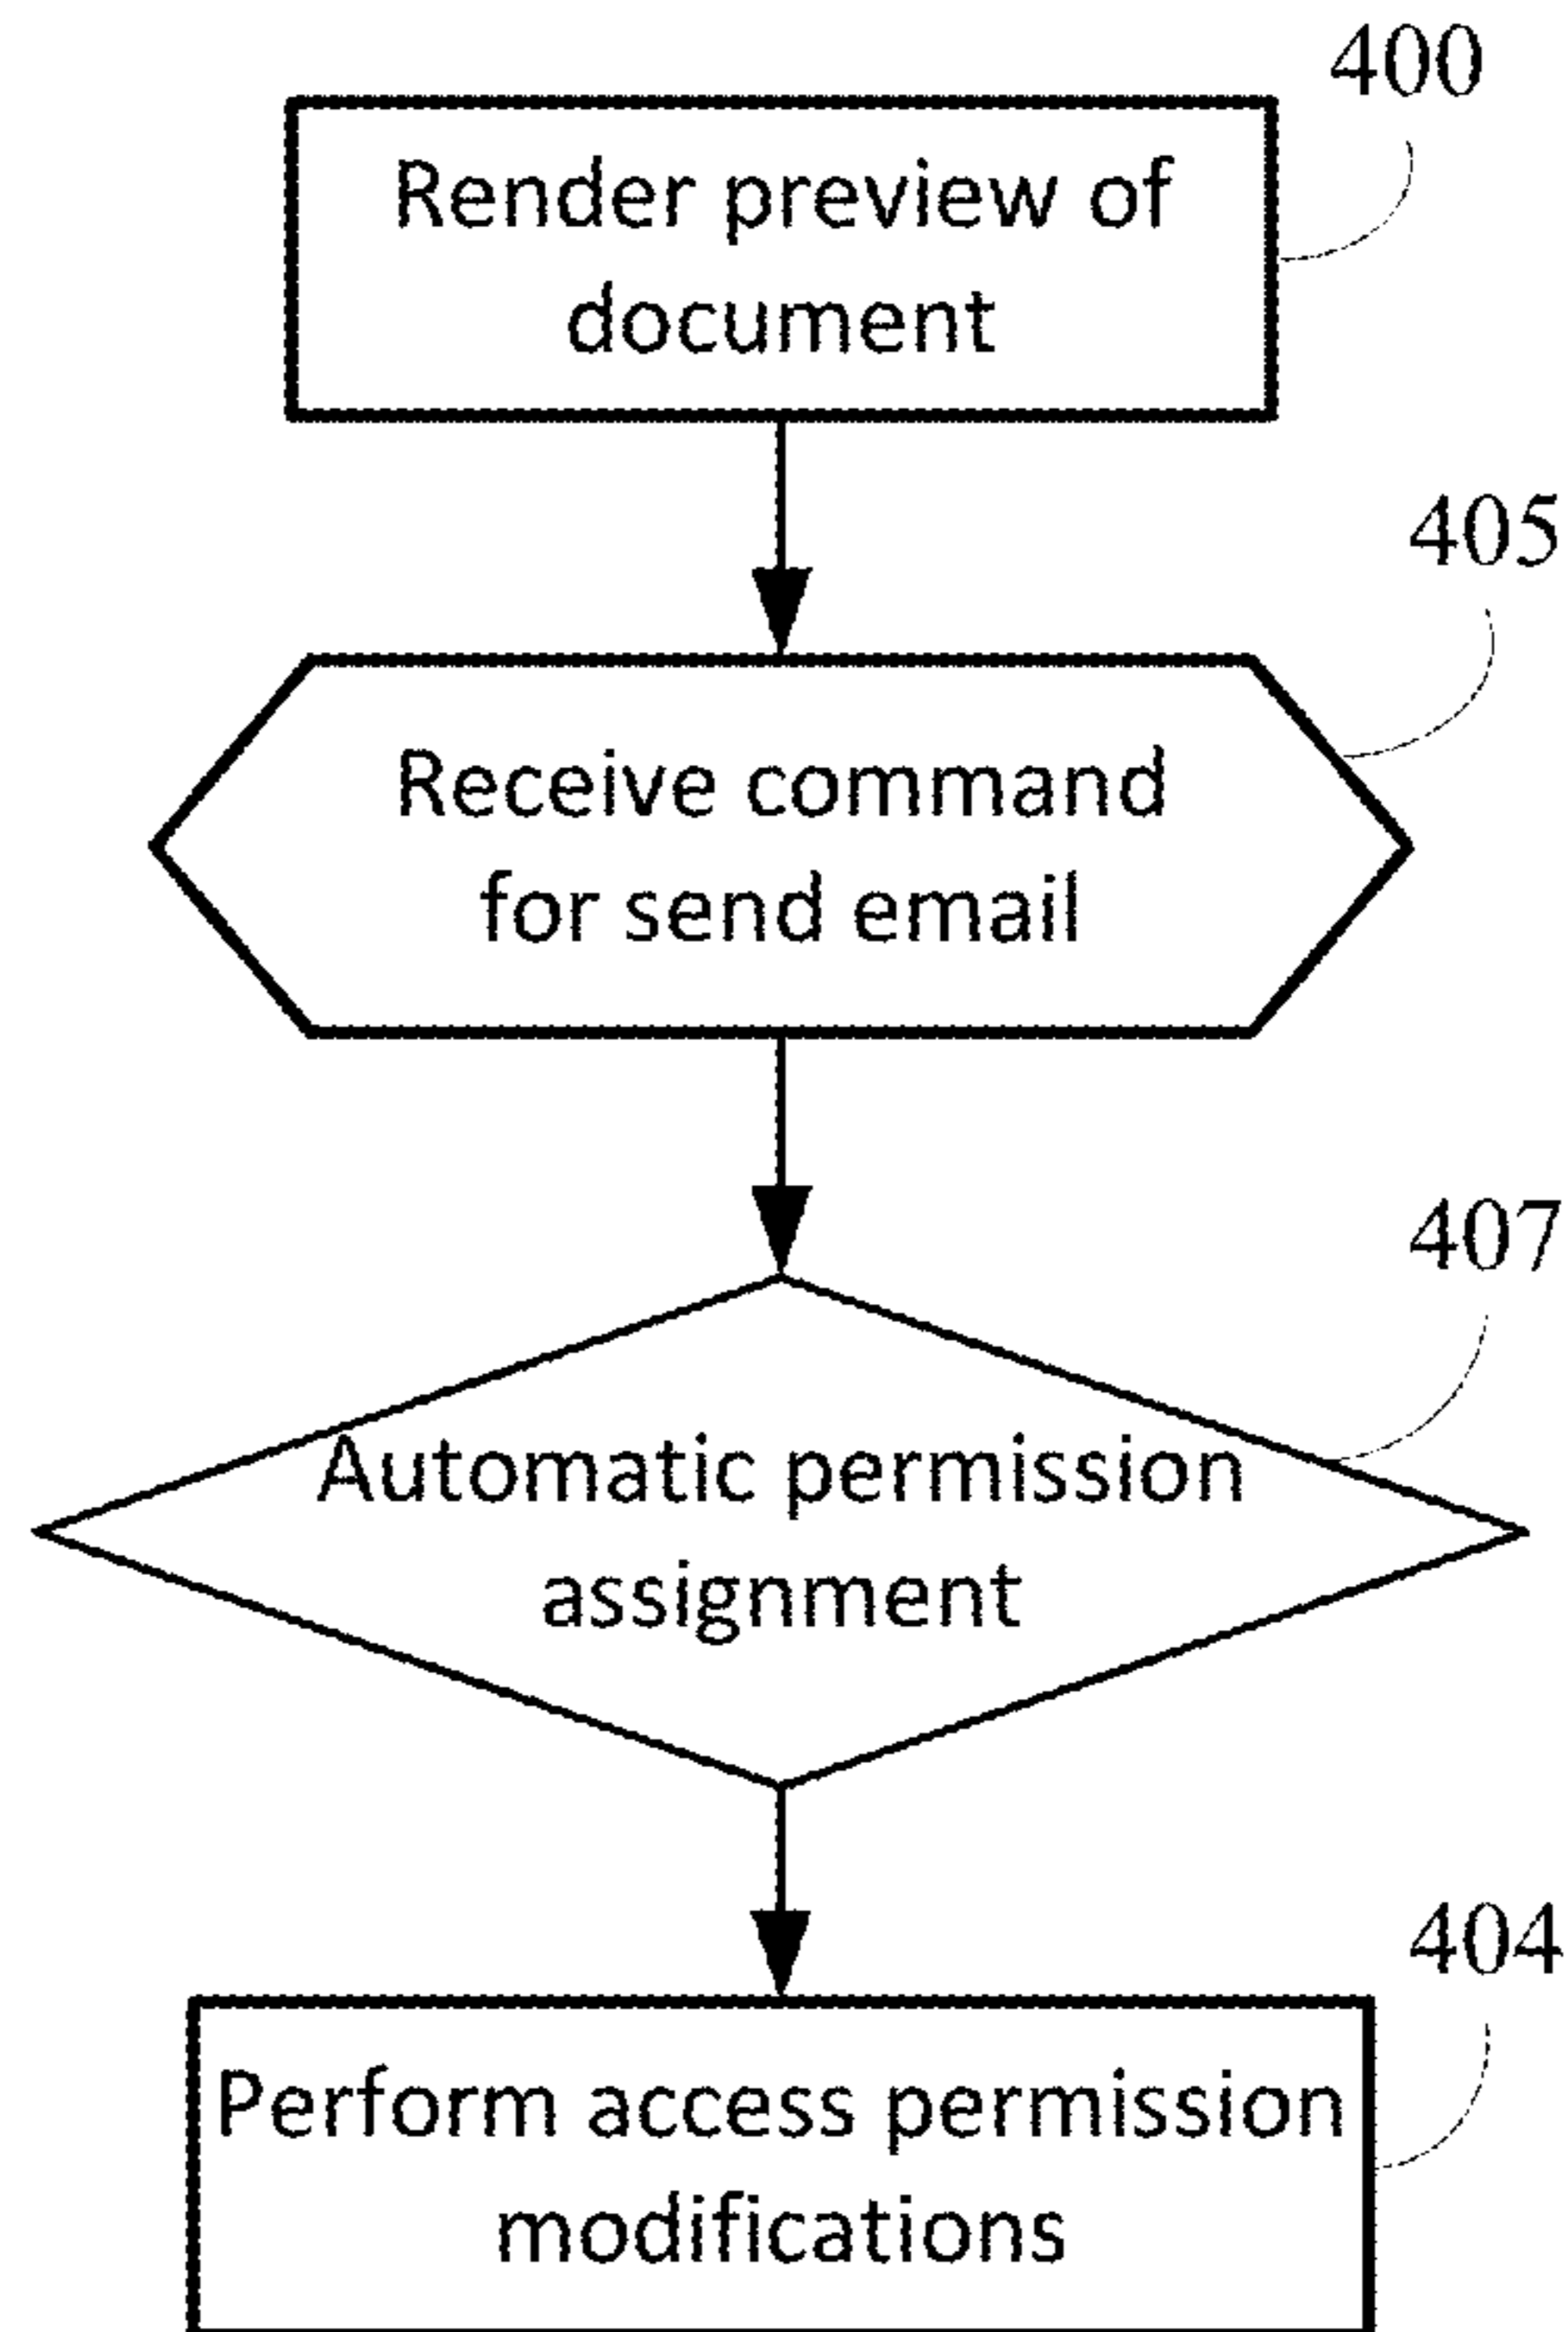 400
Render preview of
document
405
Receive command
for send email
407
Automatic permission
assignment
404
Perform access permission
modifications